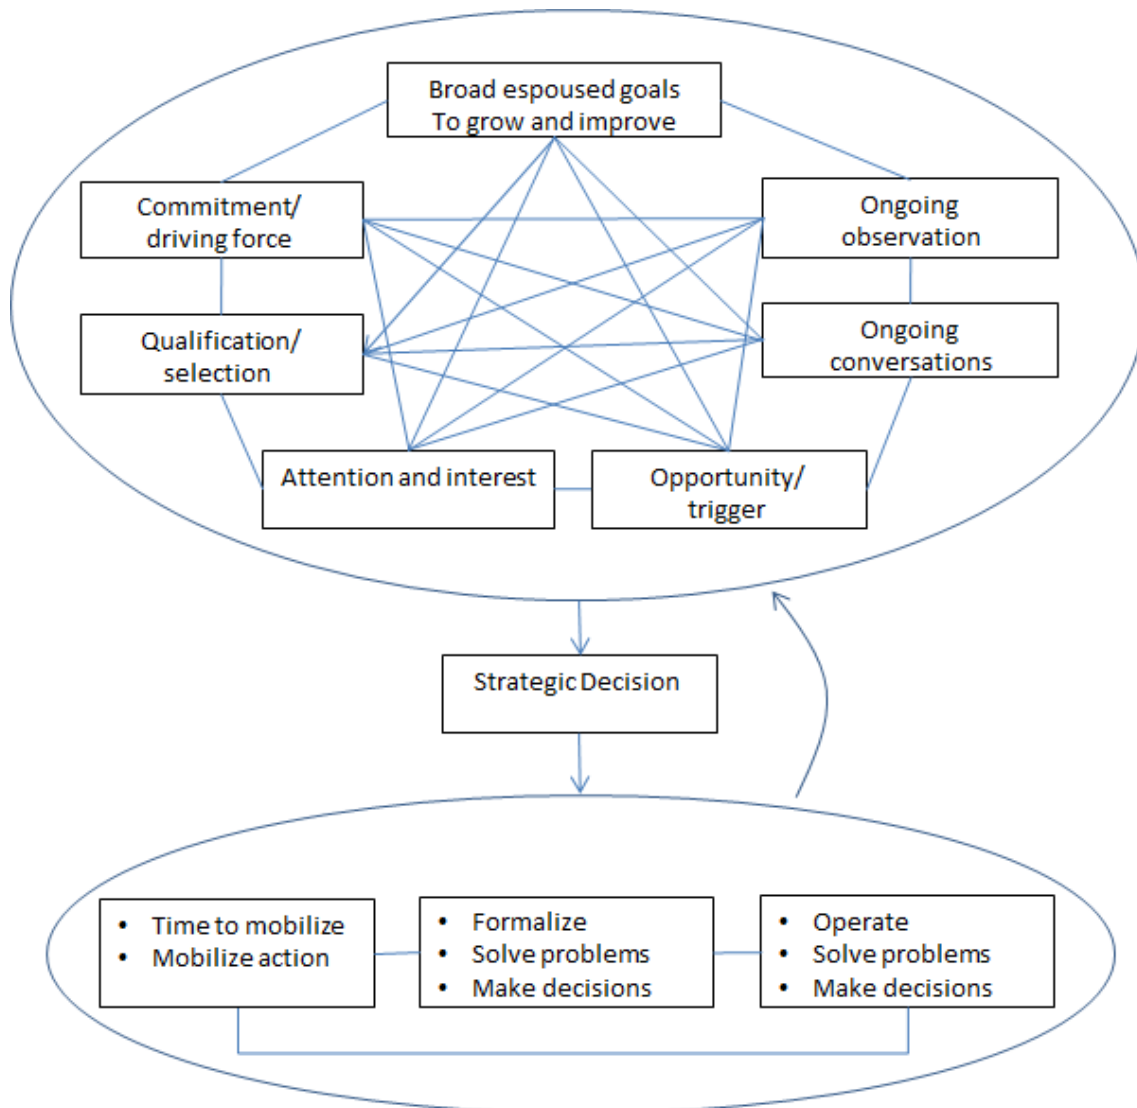 Broad espoused goals
To grow and improve
Commitment/
driving force
Ongoing
observation
Qualification/
selection
Ongoing
conversations
Attention and interest
Opportunity/
trigger
Strategic Decision
• Time to mobilize
• Mobilize action
• Formalize
• Solve problems
• Make decisions
• Operate
• Solve problems
• Make decisions